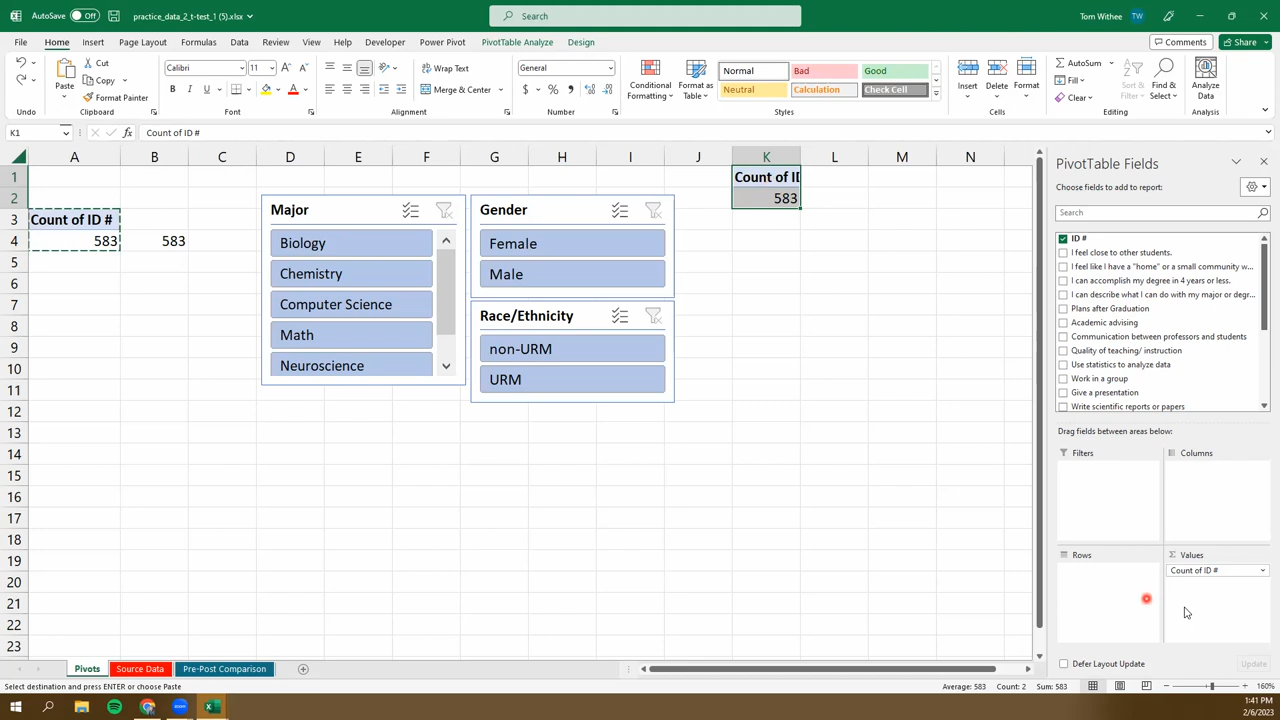 AutoSave Off practice_data_2_t-test_1 (5).xlsx Search Tom Withee TW
File Home Insert Page Layout Formulas Data Review View Help Developer Power Pivot PivotTable Analyze Design Comments Share
Cut
Copy
Format Painter
Paste
Undo Clipboard
Calibri 11
B I U
Font
Wrap Text
Merge & Center
Alignment
General
$ % ,
Number
Conditional Formatting
Format as Table
Normal Bad Good
Neutral Calculation Check Cell
Styles
Insert Delete Format
Cells
AutoSum
Fill
Clear
Sort & Filter
Find & Select
Editing
Analyze Data
Analysis
K1 fx Count of ID #
A B C D E F G H I J K L M N
1 Count of ID
2 583
3 Count of ID #
4 583 583
5
6
7
8
9
10
11
12
13
14
15
16
17
18
19
20
21
22
23
Major
Biology
Chemistry
Computer Science
Math
Neuroscience
Gender
Female
Male
Race/Ethnicity
non-URM
URM
PivotTable Fields
Choose fields to add to report:
Search
ID #
I feel close to other students.
I feel like I have a "home" or a small community w...
I can accomplish my degree in 4 years or less.
I can describe what I can do with my major or degr...
Plans after Graduation
Academic advising
Communication between professors and students
Quality of teaching/ instruction
Use statistics to analyze data
Work in a group
Give a presentation
Write scientific reports or papers
Drag fields between areas below:
Filters Columns
Rows Σ Values
Count of ID #
Defer Layout Update Update
Pivots Source Data Pre-Post Comparison
Select destination and press ENTER or choose Paste Average: 583 Count: 2 Sum: 583 160%
1:41 PM
2/6/2023